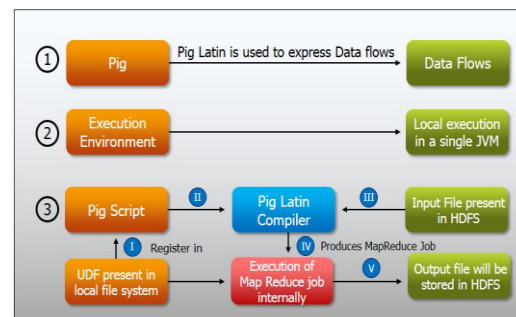 1
Pig
Pig Latin is used to express Data flows
Data Flows
2
Execution
Environment
Local execution
in a single JVM
3
Pig Script
II
Pig Latin
Compiler
III
Input File present
in HDFS
I
Register in
IV
Produces MapReduce Job
UDF present in
local file system
Execution of
Map Reduce job
internally
V
Output file will be
stored in HDFS